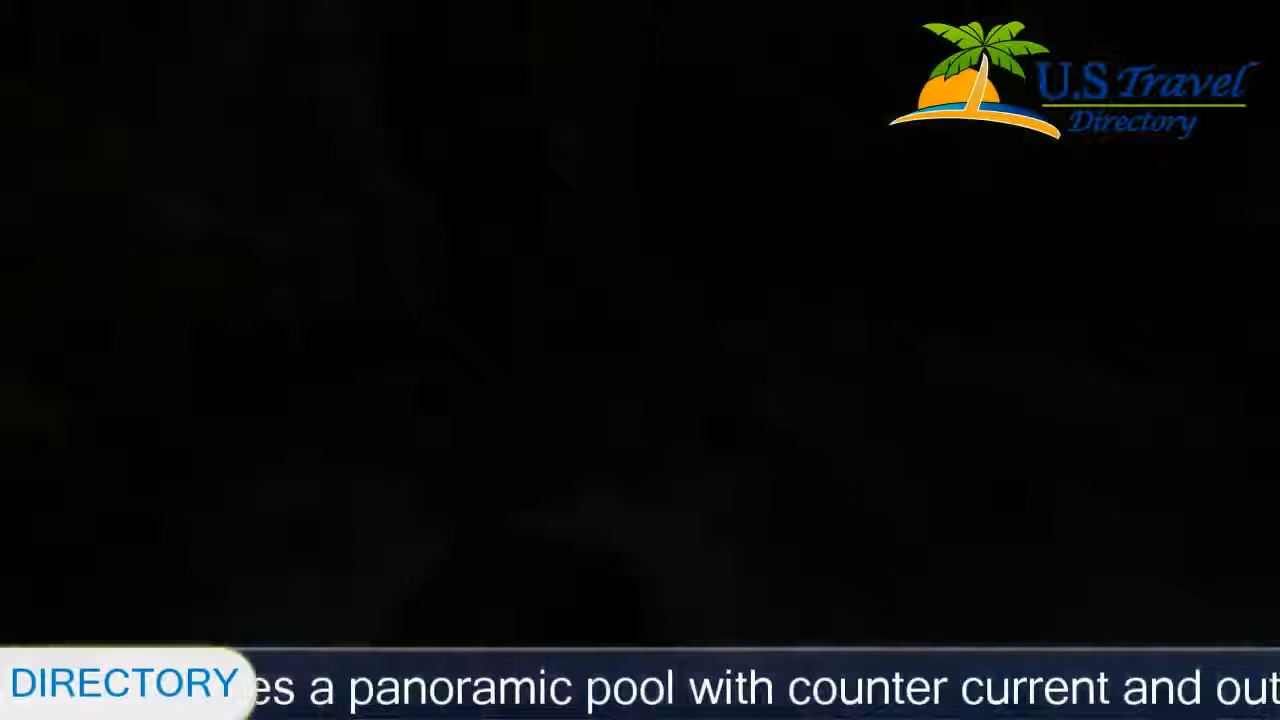 U.S Travel
Directory
DIRECTORY
es a panoramic pool with counter current and out